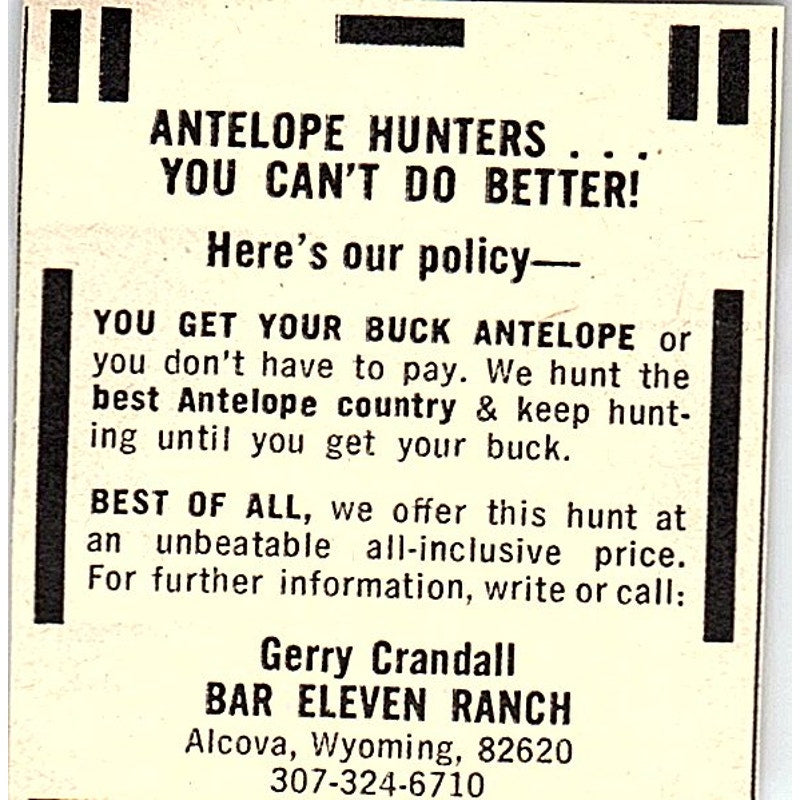 ANTELOPE HUNTERS . . .
YOU CAN'T DO BETTER!
Here's our policy—
YOU GET YOUR BUCK ANTELOPE or
you don't have to pay. We hunt the
best Antelope country & keep hunt-
ing until you get your buck.
BEST OF ALL, we offer this hunt at
an unbeatable all-inclusive price.
For further information, write or call:
Gerry Crandall
BAR ELEVEN RANCH
Alcova, Wyoming, 82620
307-324-6710